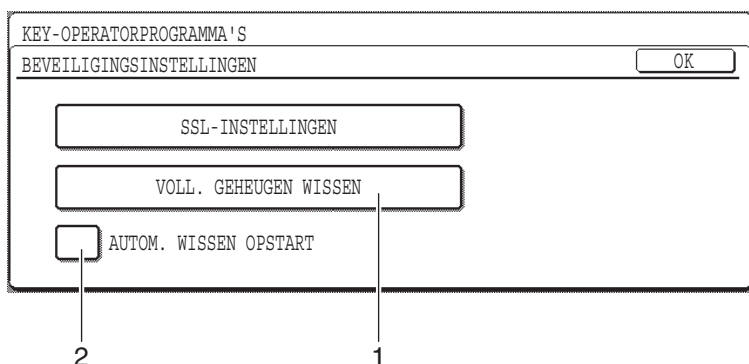 KEY-OPERATORPROGRAMMA'S
BEVEILIGINGSINSTELLINGEN
OK
SSL-INSTELLINGEN
VOLL. GEHEUGEN WISSEN
AUTOM. WISSEN OPSTART
2 1